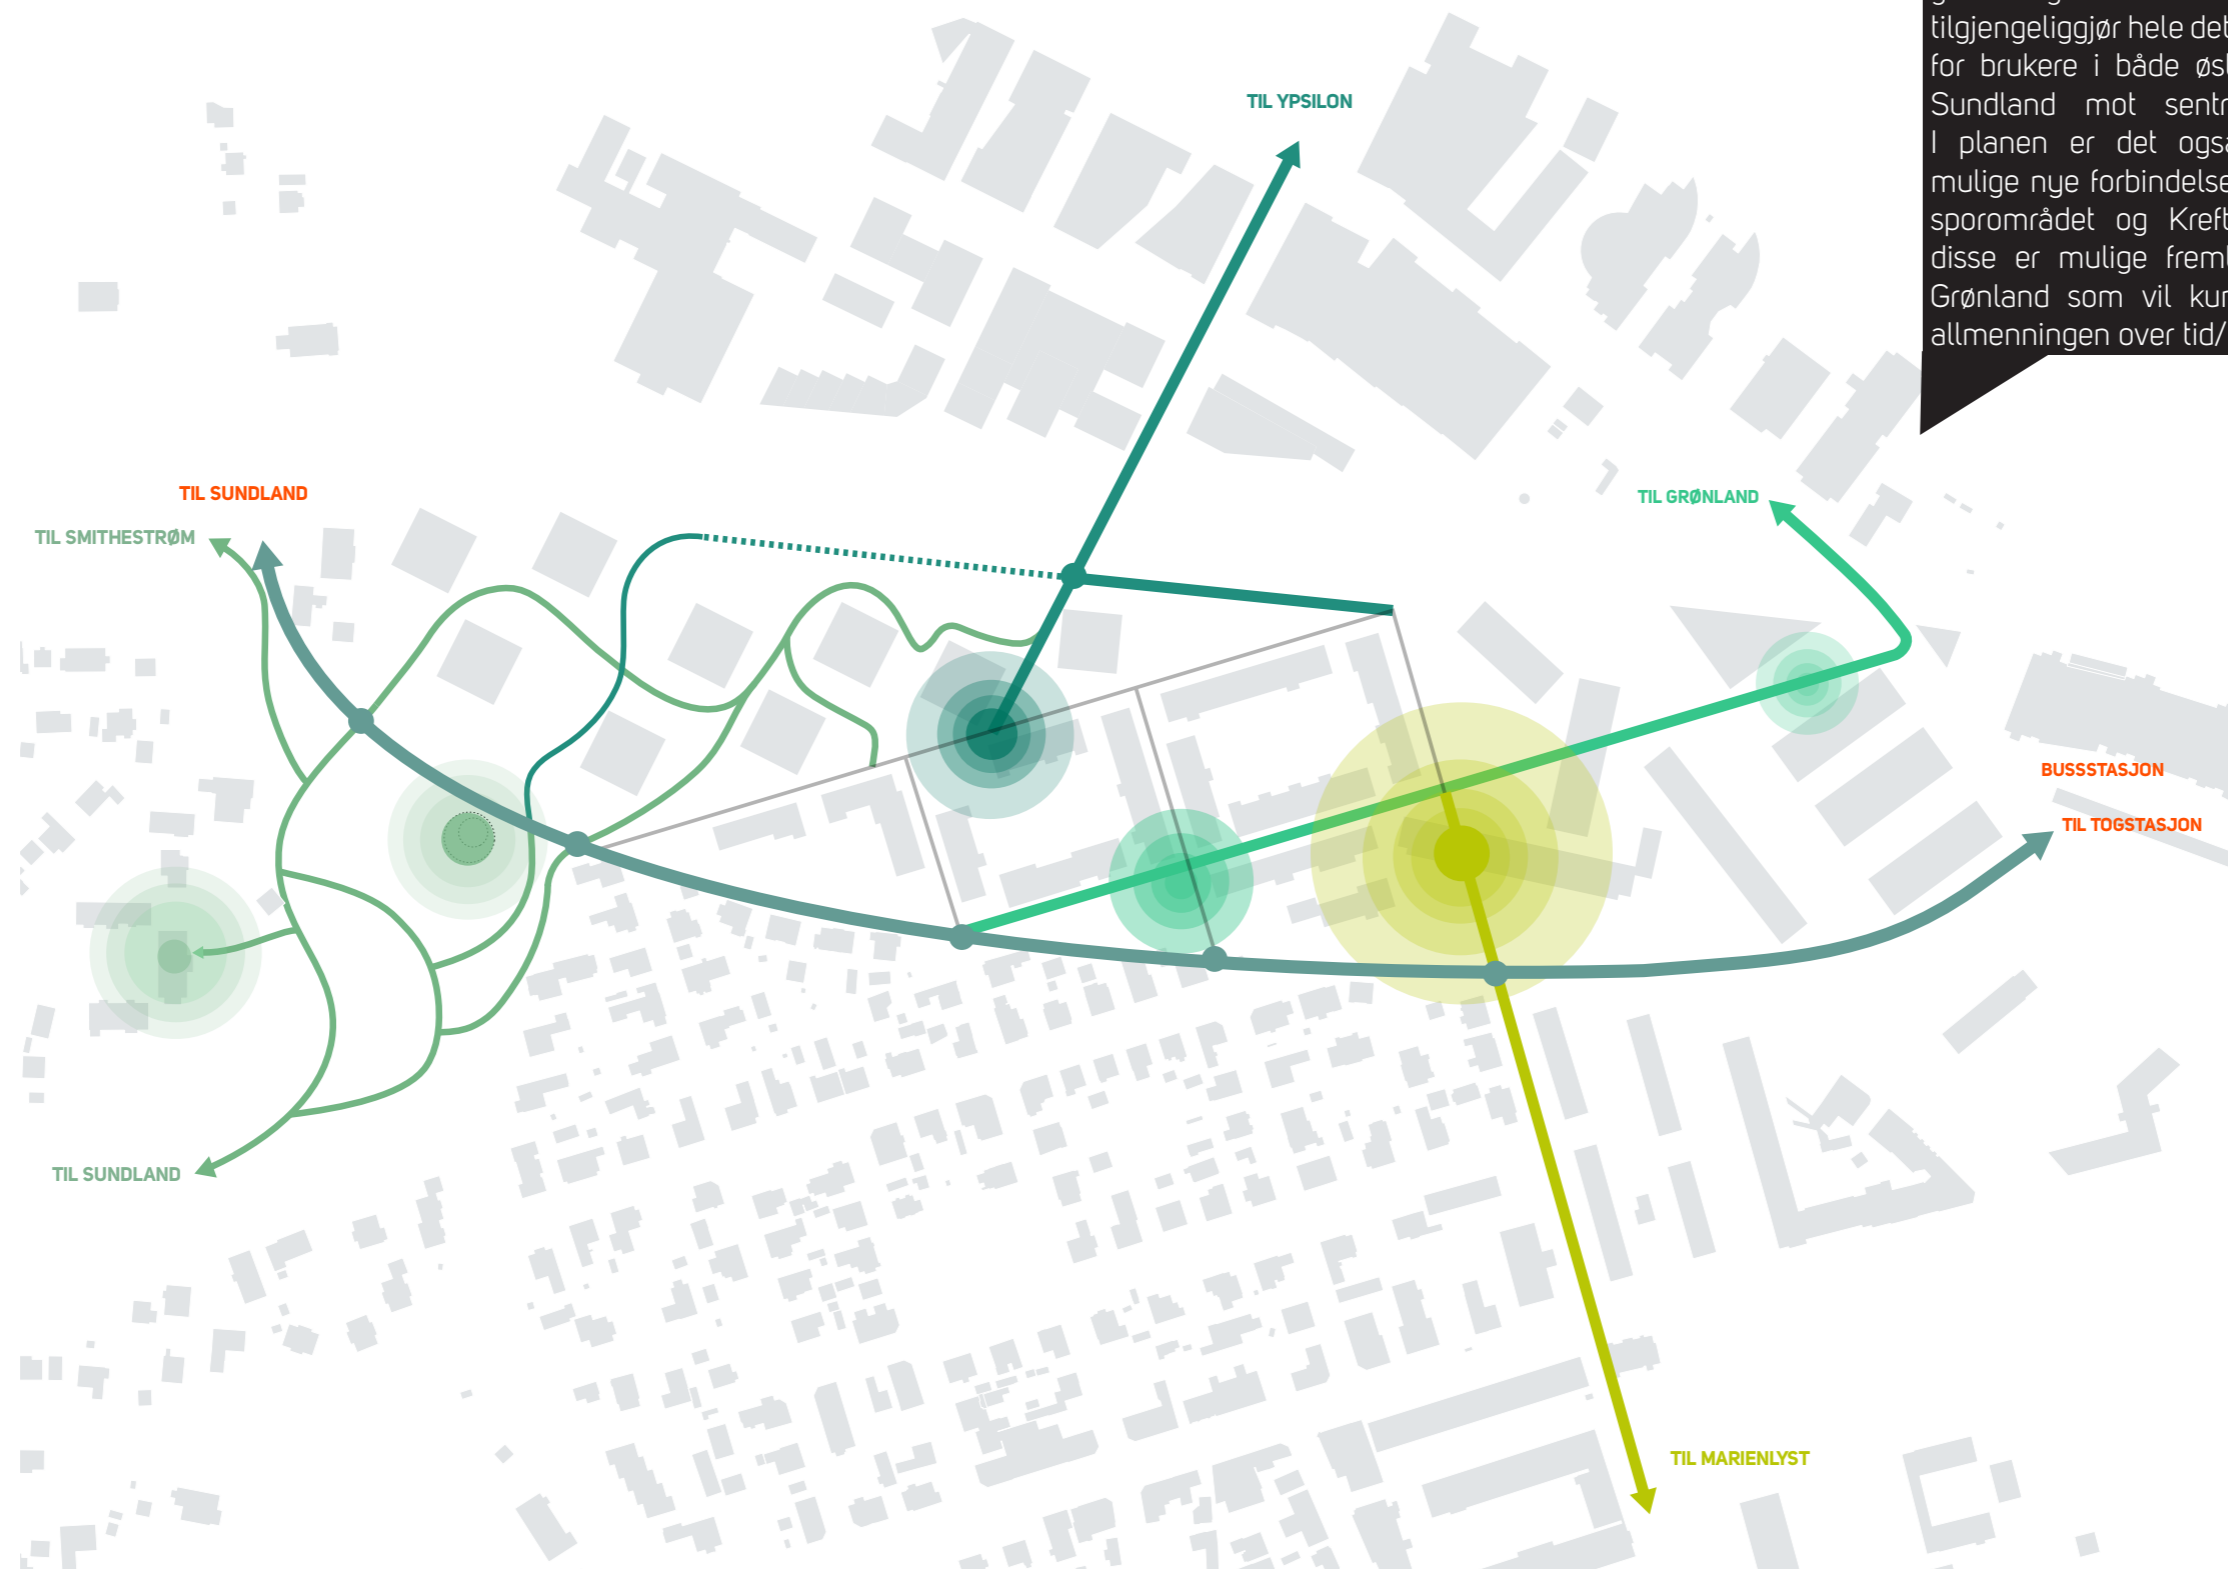 tilgjengeliggjør hele det
for brukere i både øst
Sundland mot sentr
I planen er det også
mulige nye forbindelse
sporområdet og Kreft
disse er mulige freml
Grønland som vil kun
allmenningen over tid/
TIL YPSILON
TIL SUNDLAND
TIL GRØNLAND
TIL SMITHESTRØM
BUSSSTASJON
TIL TOGSTASJON
TIL SUNDLAND
TIL MARIENLYST